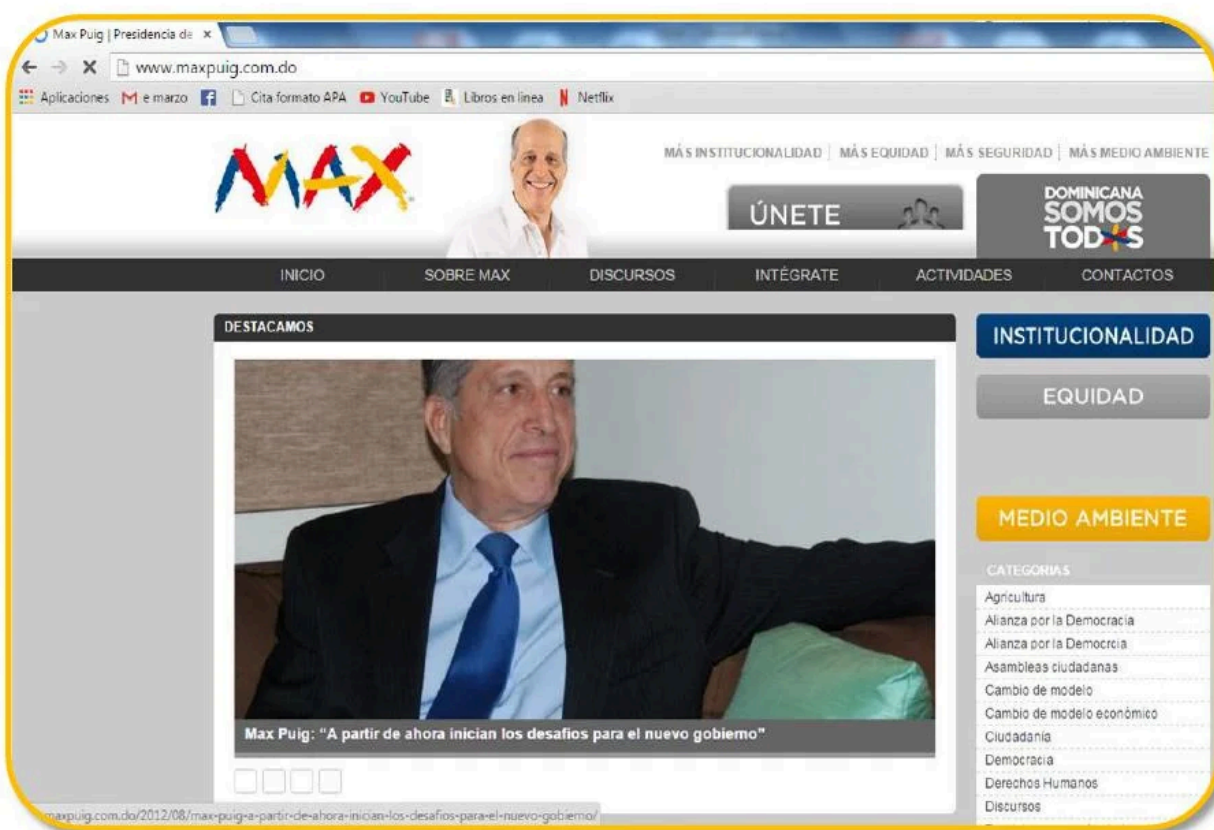 Max Puig | Presidencia de
www.maxpuig.com.do
Aplicaciones e marzo Cita formato APA YouTube Libros en linea Netflix
MAX
MÁS INSTITUCIONALIDAD MÁS EQUIDAD MÁS SEGURIDAD MÁS MEDIO AMBIENTE
ÚNETE
DOMINICANA
SOMOS
TOD*S
INICIO SOBRE MAX DISCURSOS INTÉGRATE ACTIVIDADES CONTACTOS
DESTACAMOS
Max Puig: “A partir de ahora inician los desafios para el nuevo gobierno”
INSTITUCIONALIDAD
EQUIDAD
MEDIO AMBIENTE
CATEGORIAS
Agricultura
Alianza por la Democracia
Alianza por la Democrcia
Asambleas ciudadanas
Cambio de modelo
Cambio de modelo económico
Ciudadanía
Democracia
Derechos Humanos
Discursos
maxpuig.com.do/2012/08/max-puig-a-partir-de-ahora-inician-los-desafios-para-el-nuevo-gobierno/